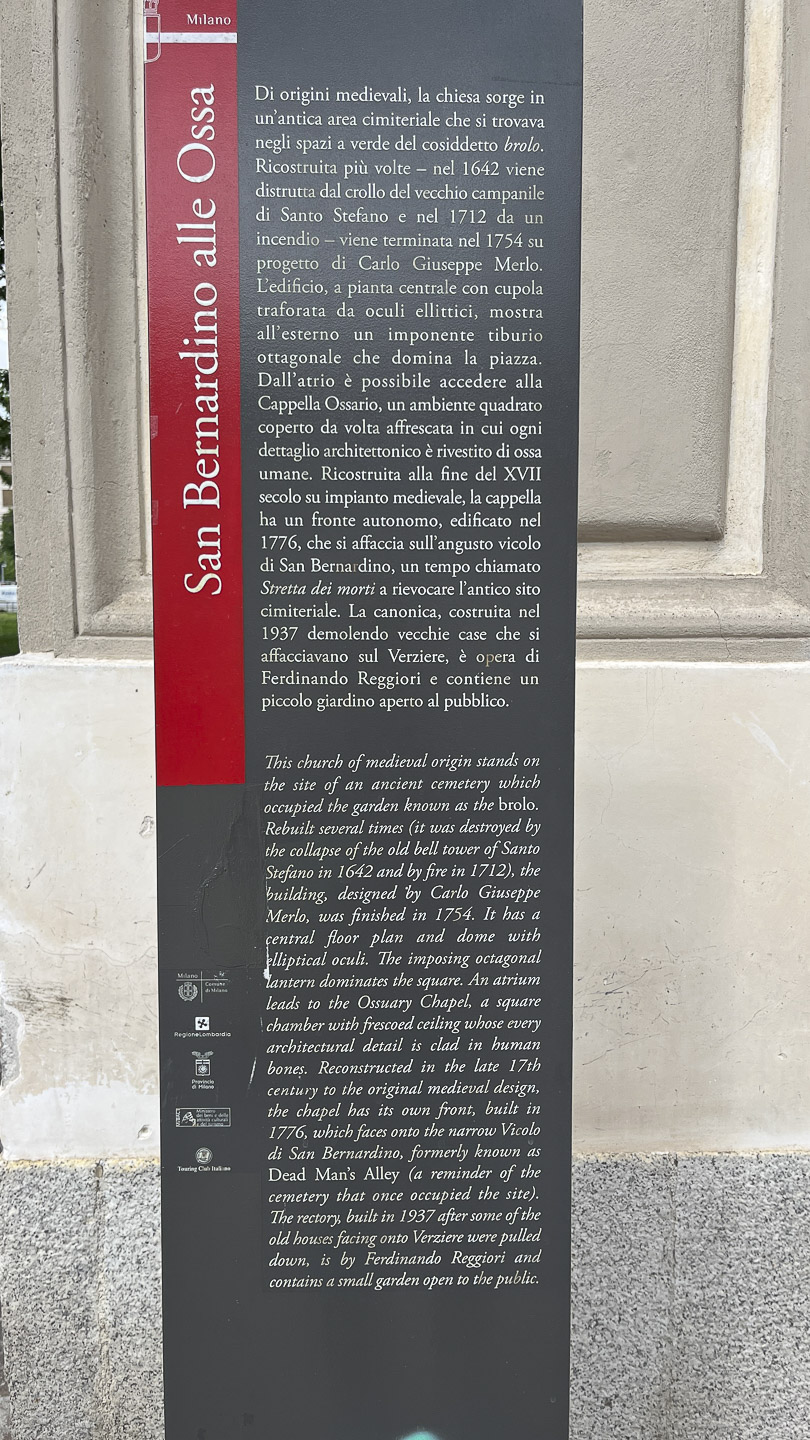 Milano
San Bernardino alle Ossa
Di origini medievali, la chiesa sorge in
un'antica area cimiteriale che si trovava
negli spazi a verde del cosiddetto brolo.
Ricostruita più volte – nel 1642 viene
distrutta dal crollo del vecchio campanile
di Santo Stefano e nel 1712 da un
incendio – viene terminata nel 1754 su
progetto di Carlo Giuseppe Merlo.
L'edificio, a pianta centrale con cupola
traforata da oculi ellittici, mostra
all'esterno un imponente tiburio
ottagonale che domina la piazza.
Dall'atrio è possibile accedere alla
Cappella Ossario, un ambiente quadrato
coperto da volta affrescata in cui ogni
dettaglio architettonico è rivestito di ossa
umane. Ricostruita alla fine del XVII
secolo su impianto medievale, la cappella
ha un fronte autonomo, edificato nel
1776, che si affaccia sull'angusto vicolo
di San Bernardino, un tempo chiamato
Stretta dei morti a rievocare l'antico sito
cimiteriale. La canonica, costruita nel
1937 demolendo vecchie case che si
affacciavano sul Verziere, è opera di
Ferdinando Reggiori e contiene un
piccolo giardino aperto al pubblico.
This church of medieval origin stands on
the site of an ancient cemetery which
occupied the garden known as the brolo.
Rebuilt several times (it was destroyed by
the collapse of the old bell tower of Santo
Stefano in 1642 and by fire in 1712), the
building, designed by Carlo Giuseppe
Merlo, was finished in 1754. It has a
central floor plan and dome with
elliptical oculi. The imposing octagonal
lantern dominates the square. An atrium
leads to the Ossuary Chapel, a square
chamber with frescoed ceiling whose every
architectural detail is clad in human
bones. Reconstructed in the late 17th
century to the original medieval design,
the chapel has its own front, built in
1776, which faces onto the narrow Vicolo
di San Bernardino, formerly known as
Dead Man's Alley (a reminder of the
cemetery that once occupied the site).
The rectory, built in 1937 after some of the
old houses facing onto Verziere were pulled
down, is by Ferdinando Reggiori and
contains a small garden open to the public.
Milano
Comune
di Milano
RegioneLombardia
Provincia
di Milano
MiBACT
Ministero
dei beni e delle
attività culturali
e del turismo
Touring Club Italiano